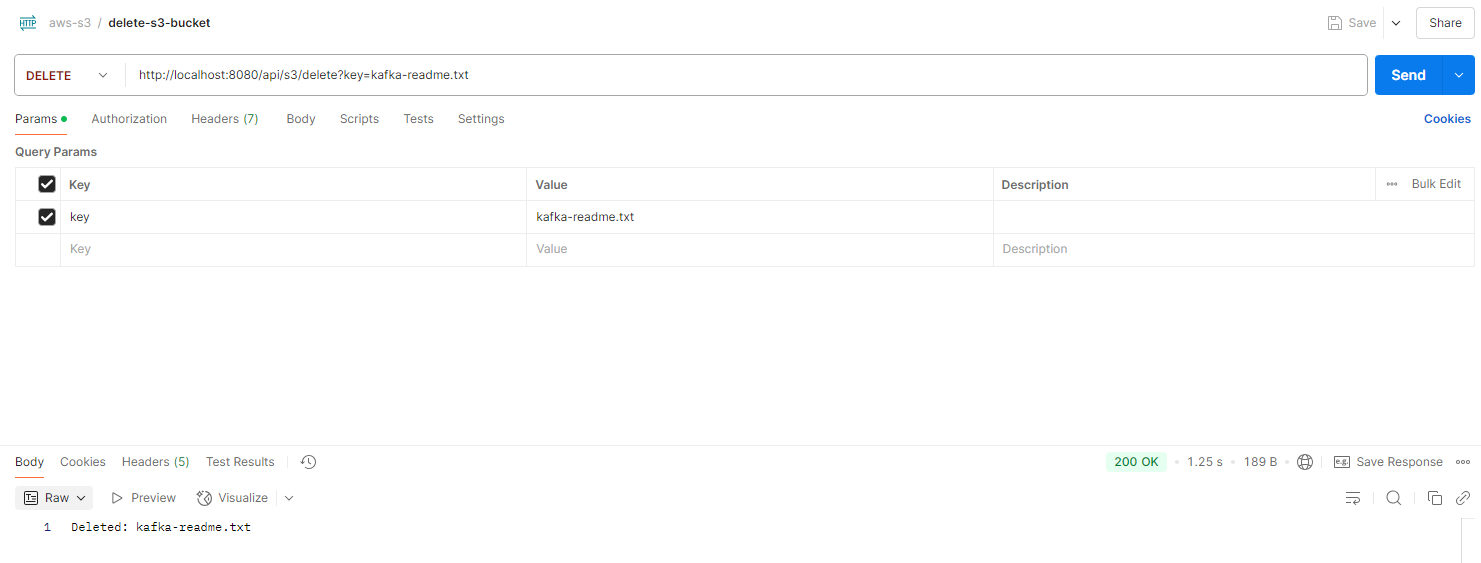 HTTP aws-s3 / delete-s3-bucket Save Share
DELETE http://localhost:8080/api/s3/delete?key=kafka-readme.txt Send
Params Authorization Headers (7) Body Scripts Tests Settings Cookies
Query Params
Key Value Description Bulk Edit
key kafka-readme.txt
Key Value Description
Body Cookies Headers (5) Test Results 200 OK 1.25 s 189 B e.g. Save Response
Raw Preview Visualize
1 Deleted: kafka-readme.txt